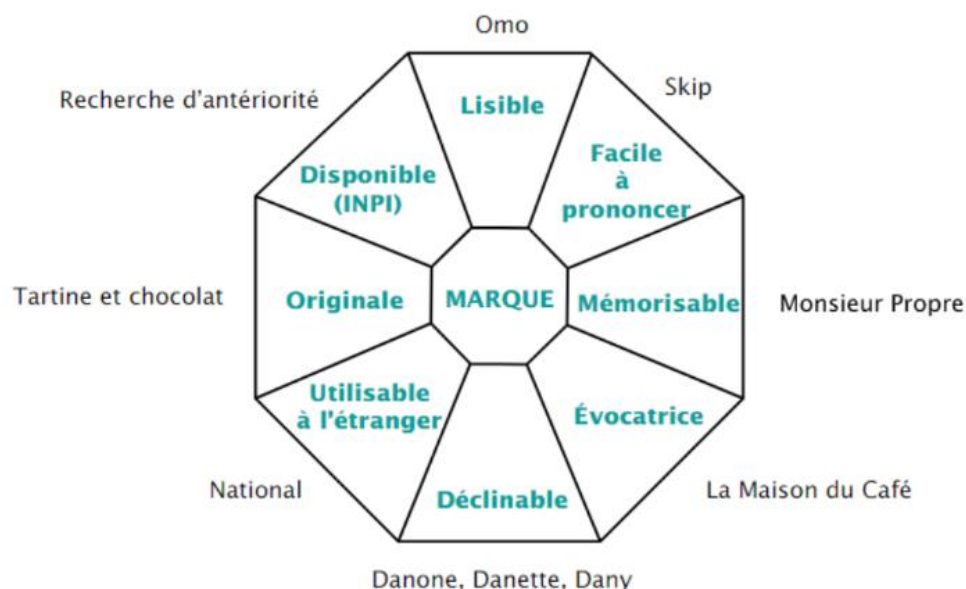 Omo
Recherche d'antériorité
Skip
Lisible
Facile
à
prononcer
Disponible
(INPI)
Tartine et chocolat
Originale
MARQUE
Mémorisable
Monsieur Propre
Utilisable
à l'étranger
Évocatrice
National
Déclinable
La Maison du Café
Danone, Danette, Dany